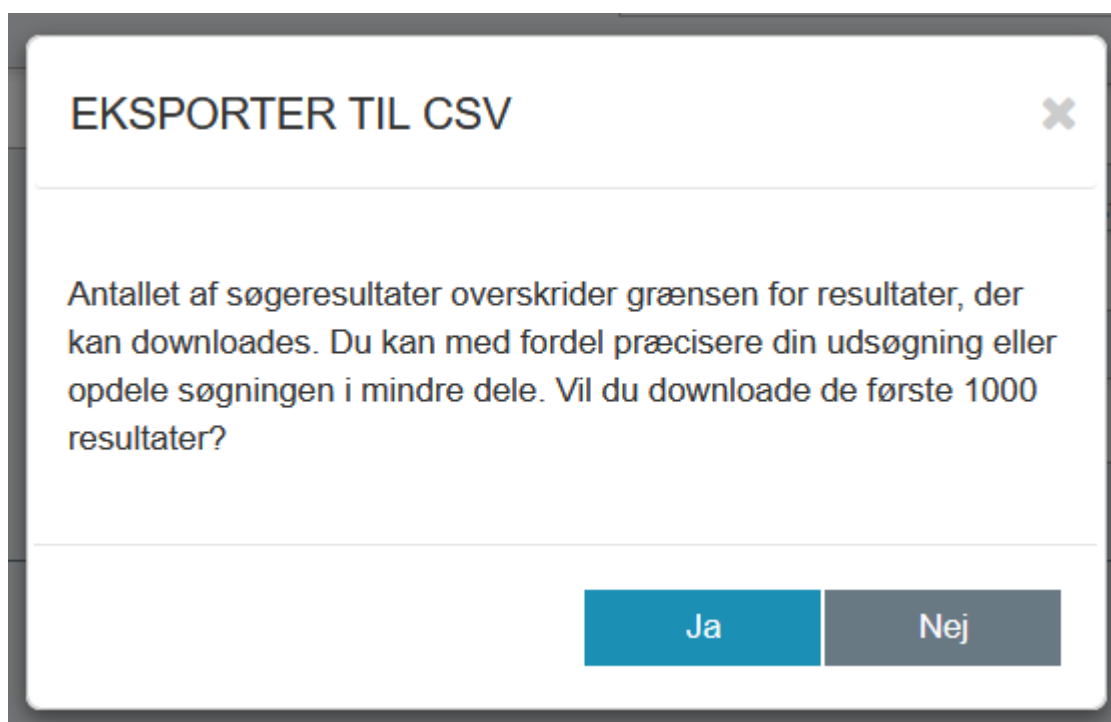 EKSPORTER TIL CSV
Antallet af søgeresultater overskrider grænsen for resultater, der
kan downloades. Du kan med fordel præcisere din udsøgning eller
opdele søgningen i mindre dele. Vil du downloade de første 1000
resultater?
Ja
Nej